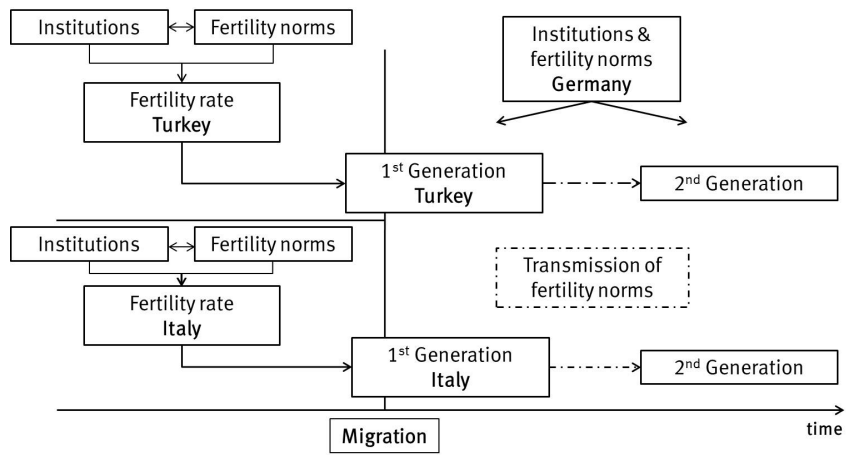 Institutions
Fertility norms
Fertility rate
Turkey
Institutions &
fertility norms
Germany
1st Generation
Turkey
2nd Generation
Institutions
Fertility norms
Fertility rate
Italy
Transmission of
fertility norms
1st Generation
Italy
2nd Generation
time
Migration